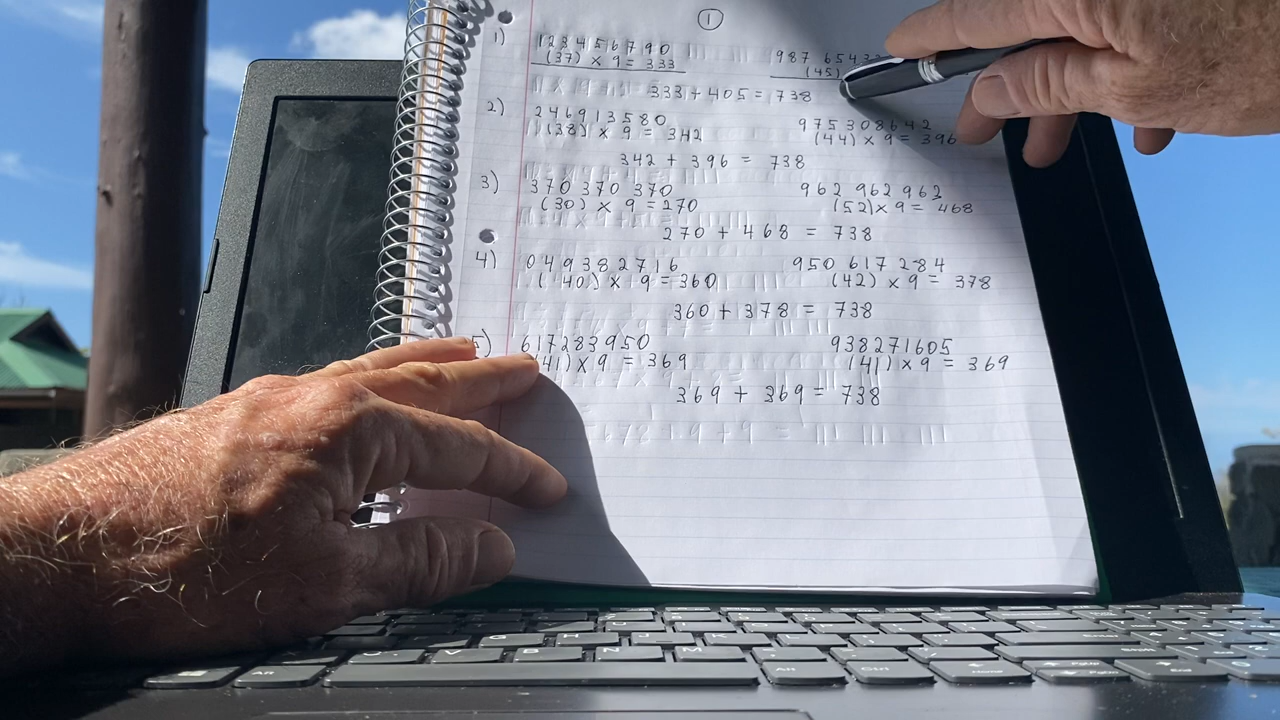 ①
1) 1234516790 987 65432
(37) x 9 = 333 (45)
333 + 405 = 738
2) 246913580 975308642
(38) x 9 = 342 (44) x 9 = 396
342 + 396 = 738
3) 370 370 370 962 962 962
(30) x 9 = 270 (52) x 9 = 468
270 + 468 = 738
4) 049382716 950 617 284
(40) x 9 = 360 (42) x 9 = 378
360 + 378 = 738
5) 617283950 938271605
(41) x 9 = 369 (41) x 9 = 369
369 + 369 = 738